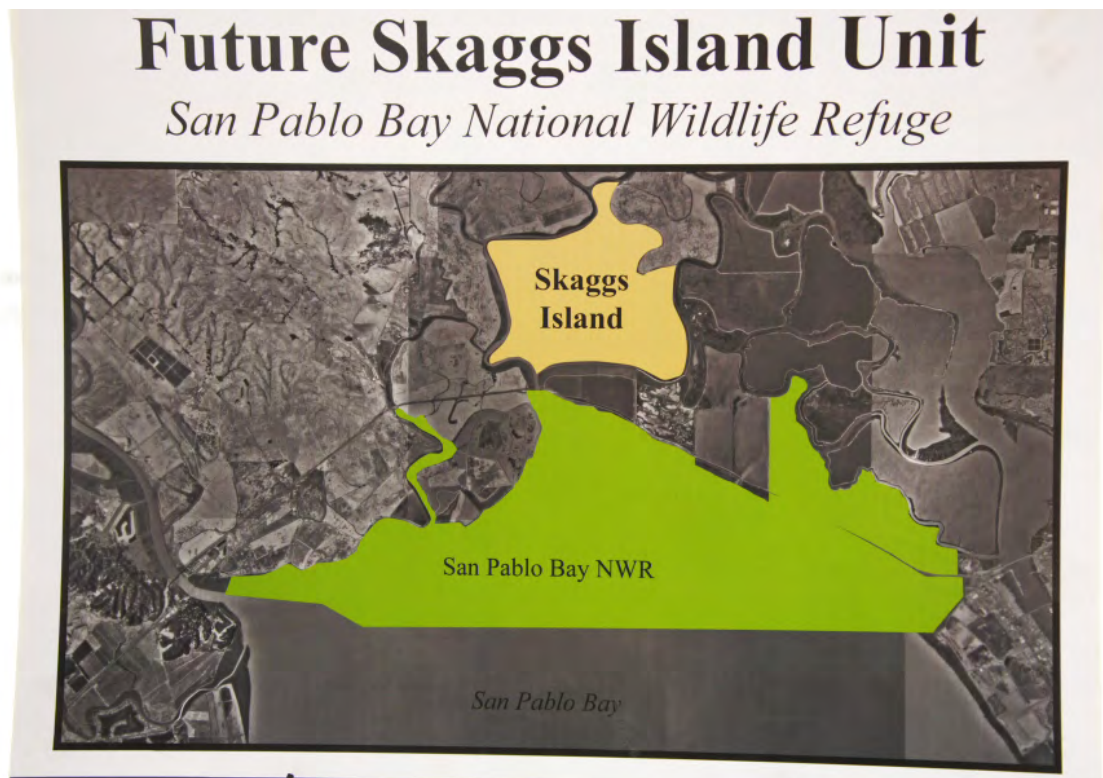 Future Skaggs Island Unit
San Pablo Bay National Wildlife Refuge
Skaggs
Island
San Pablo Bay NWR
San Pablo Bay